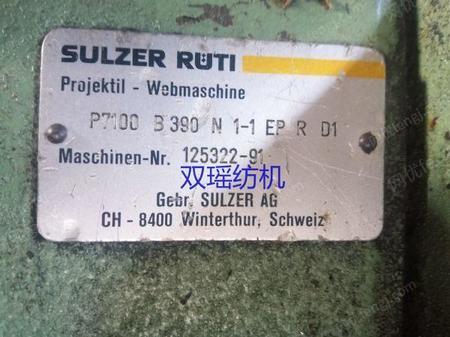 SULZER RÜTI
Projektil - Webmaschine
P7100 B 390 N 1-1 EP R D1
Maschinen-Nr. 125322-91
双瑶纺机
Gebr. SULZER AG
CH - 8400 Winterthur, Schweiz